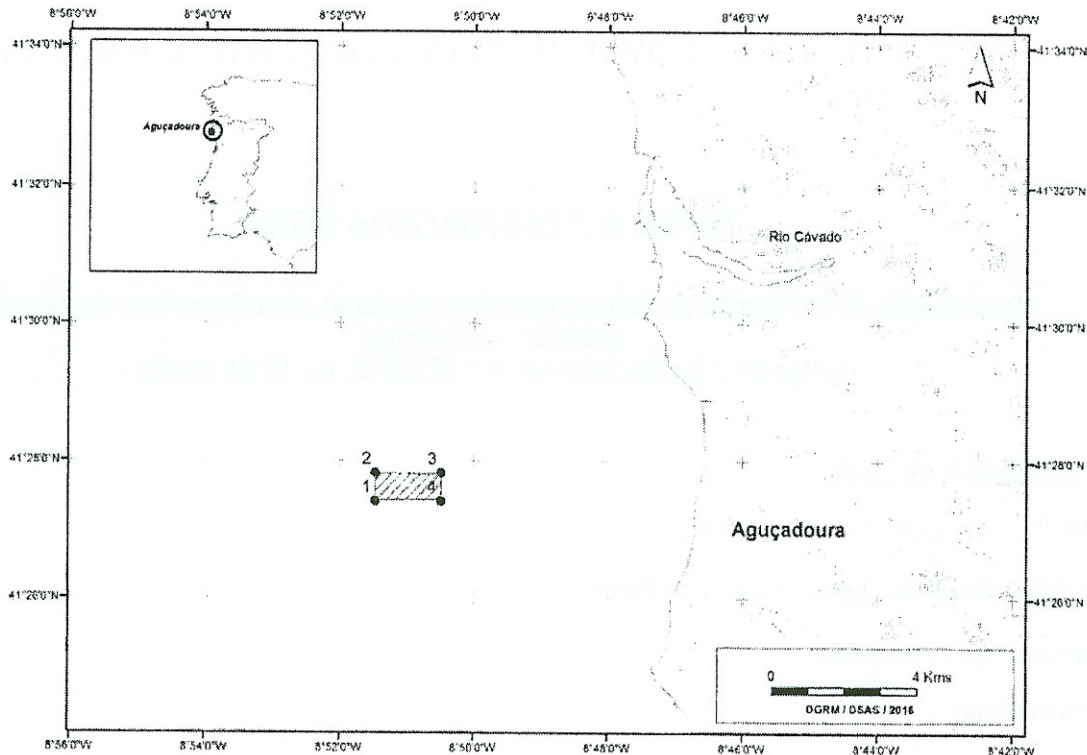 8°56'0"W 8°54'0"W 8°52'0"W 8°50'0"W 8°48'0"W 8°46'0"W 8°44'0"W 8°42'0"W
41°34'0"N 41°34'0"N
N
Aguçadoura
41°32'0"N 41°32'0"N
Rio Cávado
41°30'0"N 41°30'0"N
41°28'0"N 41°28'0"N
2 3
1 4
Aguçadoura
41°26'0"N 41°26'0"N
0 4 Kms
DGRM / DSAS / 2016
8°56'0"W 8°54'0"W 8°52'0"W 8°50'0"W 8°48'0"W 8°46'0"W 8°44'0"W 8°42'0"W